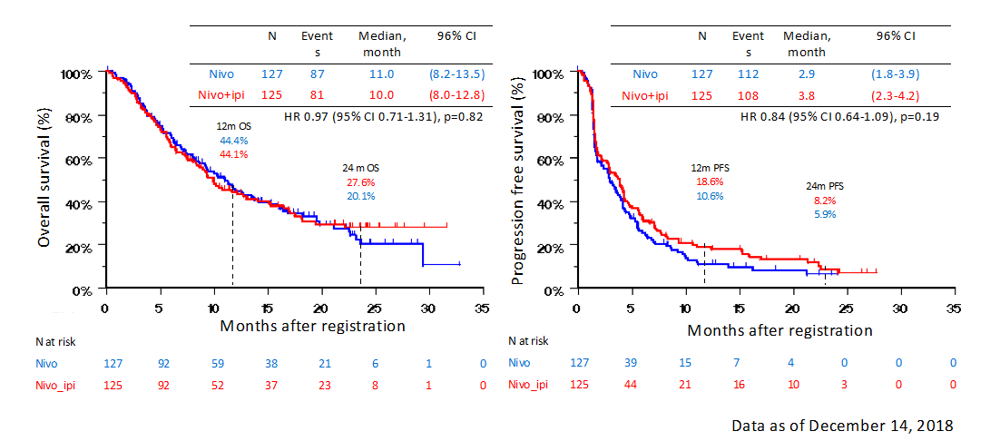 N Event Median, 96% CI
s month
Nivo 127 87 11.0 (8.2-13.5)
Nivo+ipi 125 81 10.0 (8.0-12.8)
HR 0.97 (95% CI 0.71-1.31), p=0.82
12m OS
44.4%
44.1%
24 m OS
27.6%
20.1%
Overall survival (%)
100%
80%
60%
40%
20%
0%
0 5 10 15 20 25 30 35
Months after registration
N at risk
Nivo 127 92 59 38 21 6 1 0
Nivo_ipi 125 92 52 37 23 8 1 0
N Event Median, 96% CI
s month
Nivo 127 112 2.9 (1.8-3.9)
Nivo+ipi 125 108 3.8 (2.3-4.2)
HR 0.84 (95% CI 0.64-1.09), p=0.19
12m PFS
18.6%
10.6%
24m PFS
8.2%
5.9%
Progression free survival (%)
100%
80%
60%
40%
20%
0%
0 5 10 15 20 25 30 35
Months after registration
N at risk
Nivo 127 39 15 7 4 0 0 0
Nivo_ipi 125 44 21 16 10 3 0 0
Data as of December 14, 2018